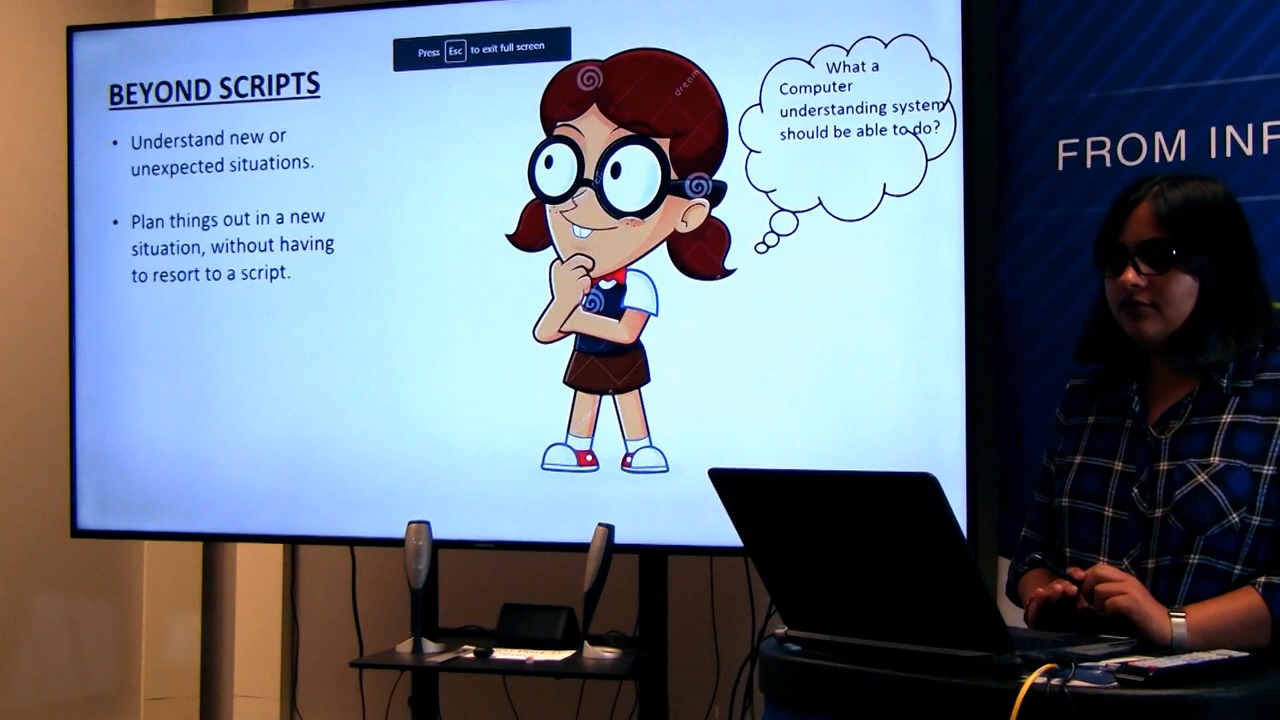 Press Esc to exit full screen
BEYOND SCRIPTS
• Understand new or
unexpected situations.
• Plan things out in a new
situation, without having
to resort to a script.
What a
Computer
understanding system
should be able to do?
dream
FROM INF